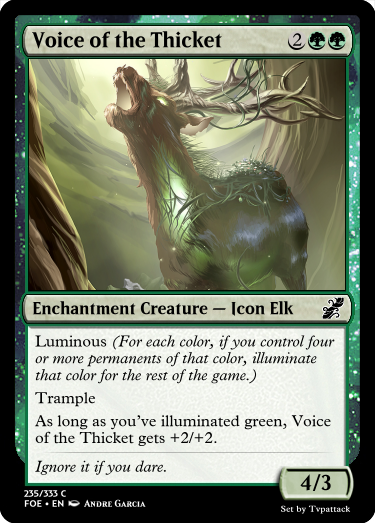 Voice of the Thicket 2
Enchantment Creature — Icon Elk
Luminous (For each color, if you control four
or more permanents of that color, illuminate
that color for the rest of the game.)
Trample
As long as you've illuminated green, Voice
of the Thicket gets +2/+2.
Ignore it if you dare.
4/3
235/333 C
FOE • EN Andre Garcia
Set by Tvpattack